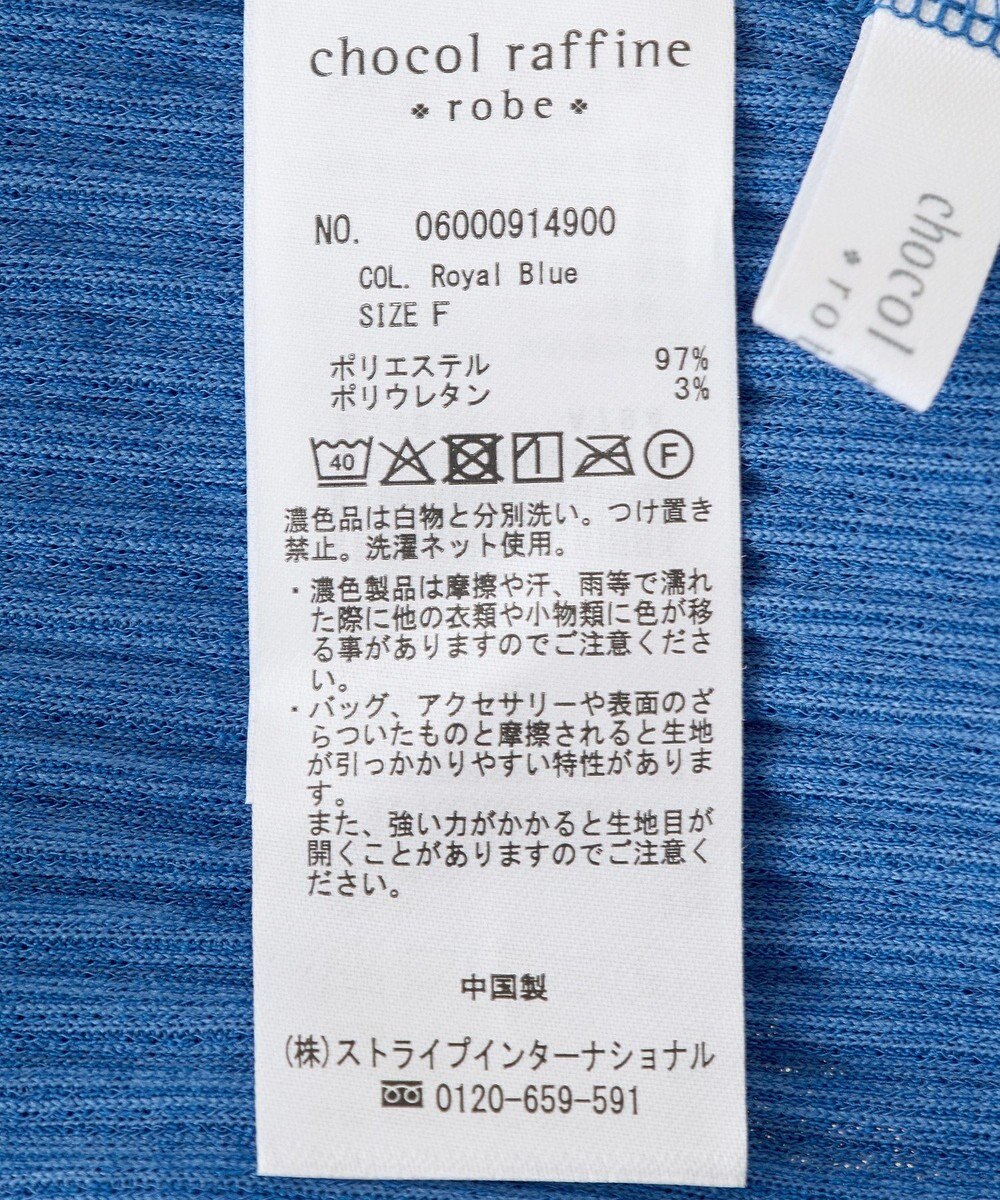 chocol raffine
robe
NO. 06000914900
COL. Royal Blue
SIZE F
ポリエステル 97%
ポリウレタン 3%
40 F
濃色品は白物と分別洗い。つけ置き
禁止。洗濯ネット使用。
・濃色製品は摩擦や汗、雨等で濡れ
た際に他の衣類や小物類に色が移
る事がありますのでご注意くださ
い。
・バッグ、アクセサリーや表面のざ
らついたものと摩擦されると生地
が引っかかりやすい特性がありま
す。
また、強い力がかかると生地目が
開くことがありますのでご注意く
ださい。
中国製
(株)ストライプインターナショナル
0120-659-591
chocol